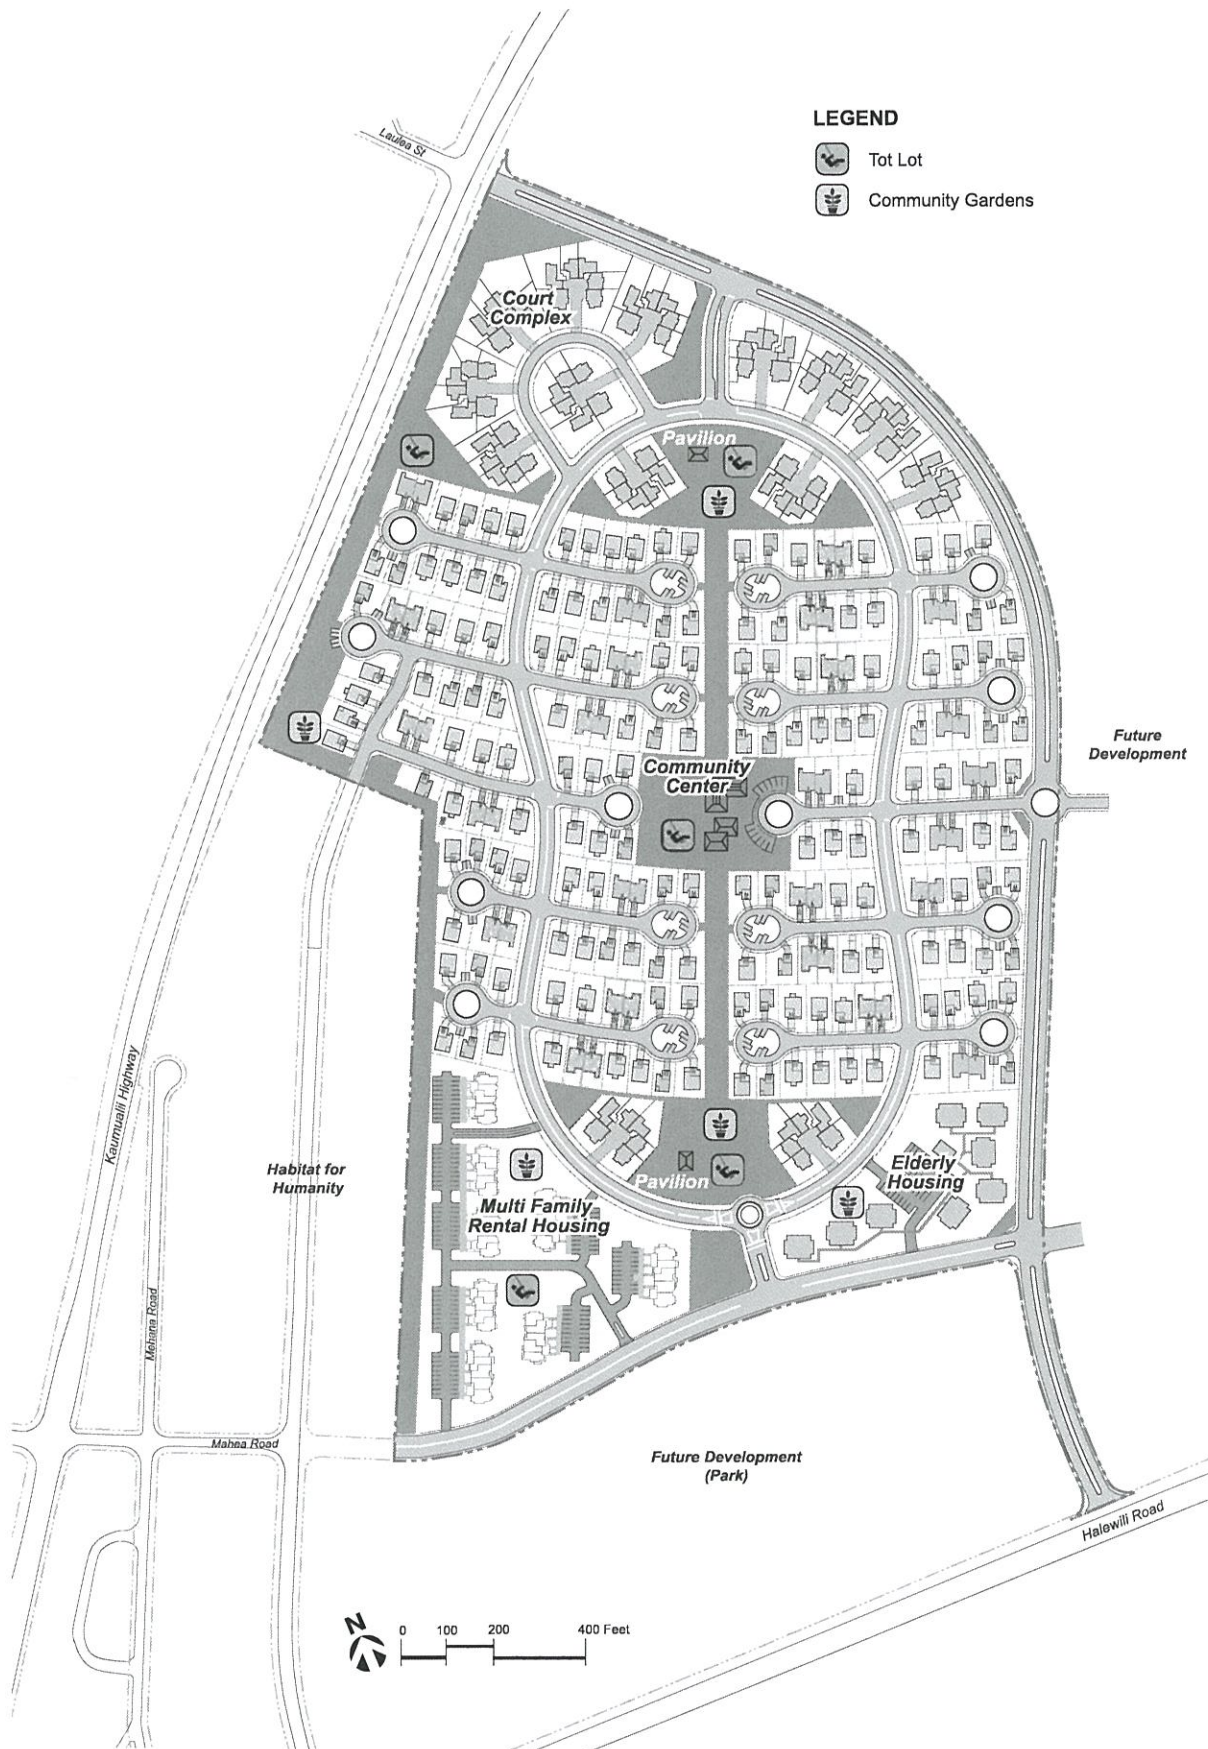 LEGEND
Tot Lot
Community Gardens
Laulea St
Court
Complex
Pavilion
Future
Development
Community
Center
Kaumualii Highway
Habitat for
Humanity
Elderly
Housing
Pavilion
Multi Family
Rental Housing
Mehana Road
Mahea Road
Future Development
(Park)
Halewili Road
N
0 100 200 400 Feet